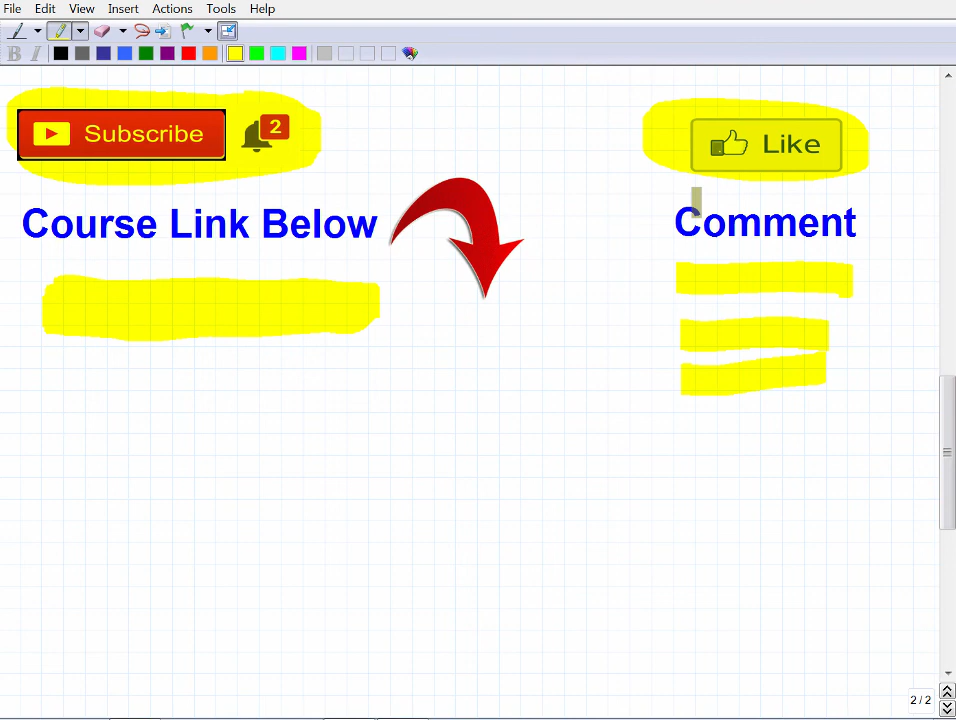 File Edit View Insert Actions Tools Help
B I
Subscribe 2
Like
Course Link Below
Comment
2 / 2